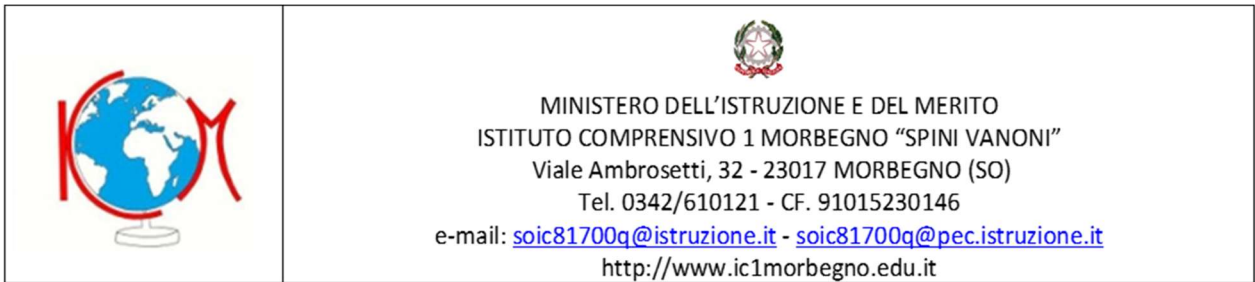 ICM
MINISTERO DELL'ISTRUZIONE E DEL MERITO
ISTITUTO COMPRENSIVO 1 MORBEGNO “SPINI VANONI”
Viale Ambrosetti, 32 - 23017 MORBEGNO (SO)
Tel. 0342/610121 - CF. 91015230146
e-mail: soic81700q@istruzione.it - soic81700q@pec.istruzione.it
http://www.ic1morbegno.edu.it